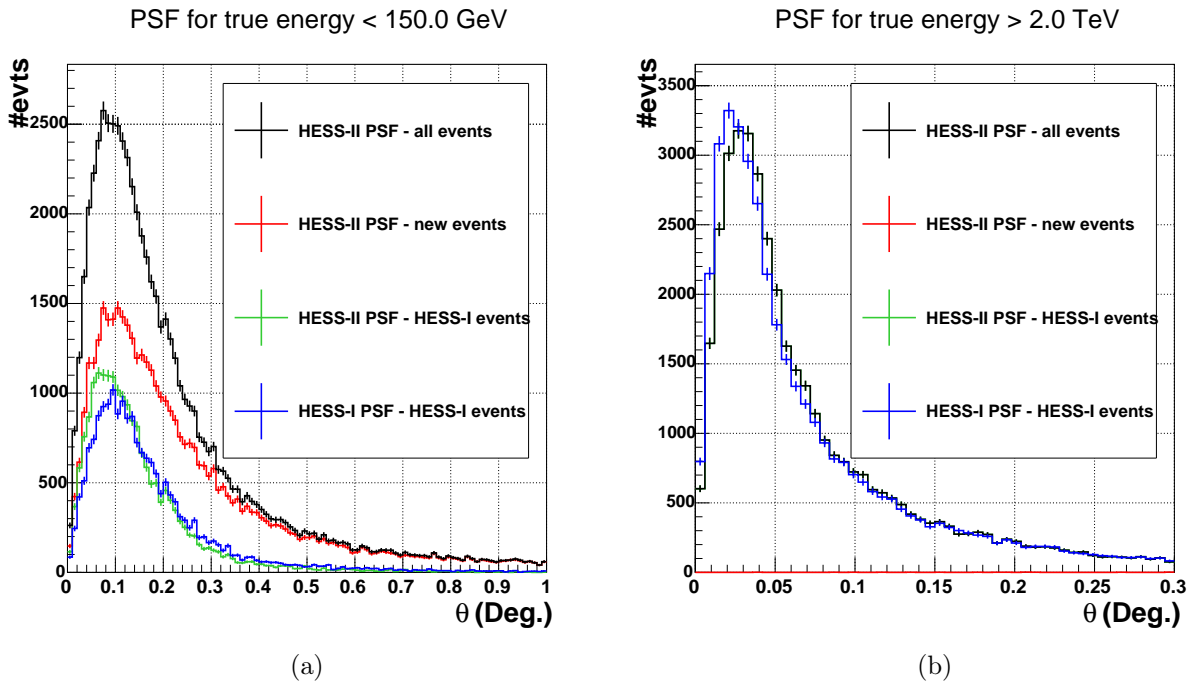 PSF for true energy < 150.0 GeV
#evts
2500
2000
1500
1000
500
0
HESS-II PSF - all events
HESS-II PSF - new events
HESS-II PSF - HESS-I events
HESS-I PSF - HESS-I events
0 0.1 0.2 0.3 0.4 0.5 0.6 0.7 0.8 0.9 1
θ (Deg.)
(a)
PSF for true energy > 2.0 TeV
#evts
3500
3000
2500
2000
1500
1000
500
0
HESS-II PSF - all events
HESS-II PSF - new events
HESS-II PSF - HESS-I events
HESS-I PSF - HESS-I events
0 0.05 0.1 0.15 0.2 0.25 0.3
θ (Deg.)
(b)